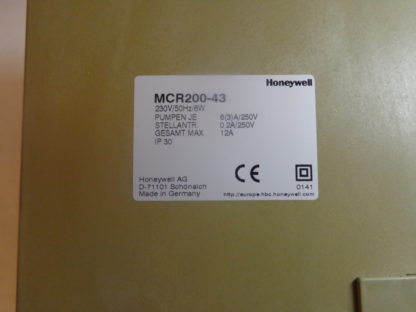 Honeywell
MCR200-43
230V/50Hz/6W
PUMPEN JE 6(3)A/250V
STELLANTR. 0,2A/250V
GESAMT MAX. 12A
IP 30
CE
Honeywell AG
D-71101 Schönaich 0141
Made in Germany http://europe.hbc.honeywell.com